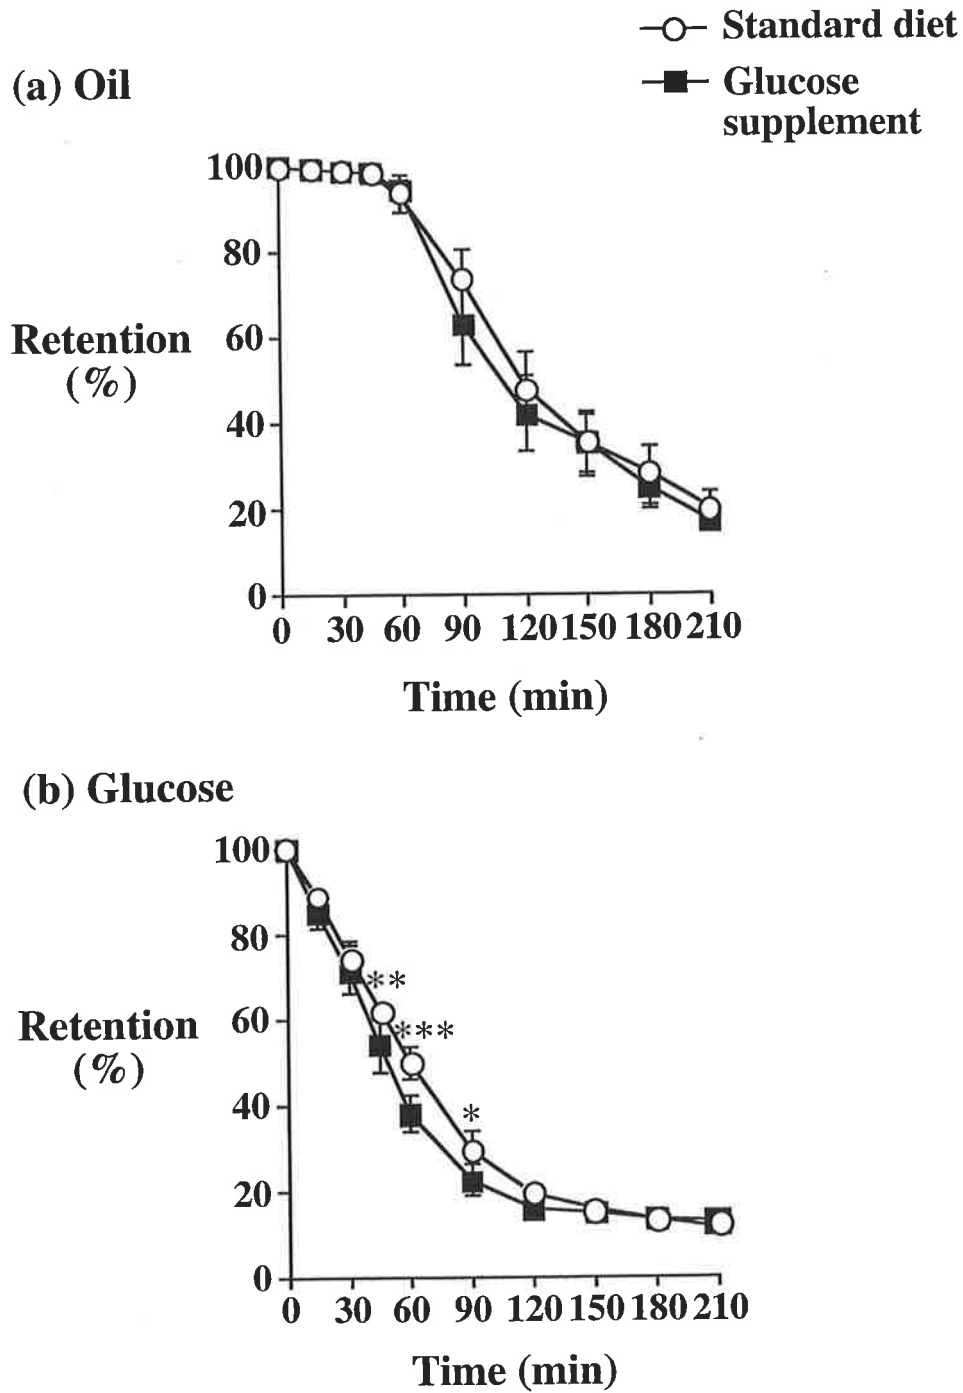 Standard diet
Glucose
supplement
(a) Oil
100
80
60
40
20
0
Retention
(%)
0 30 60 90 120 150 180 210
Time (min)
(b) Glucose
100
80
60
40
20
0
Retention
(%)
**
***
*
0 30 60 90 120 150 180 210
Time (min)